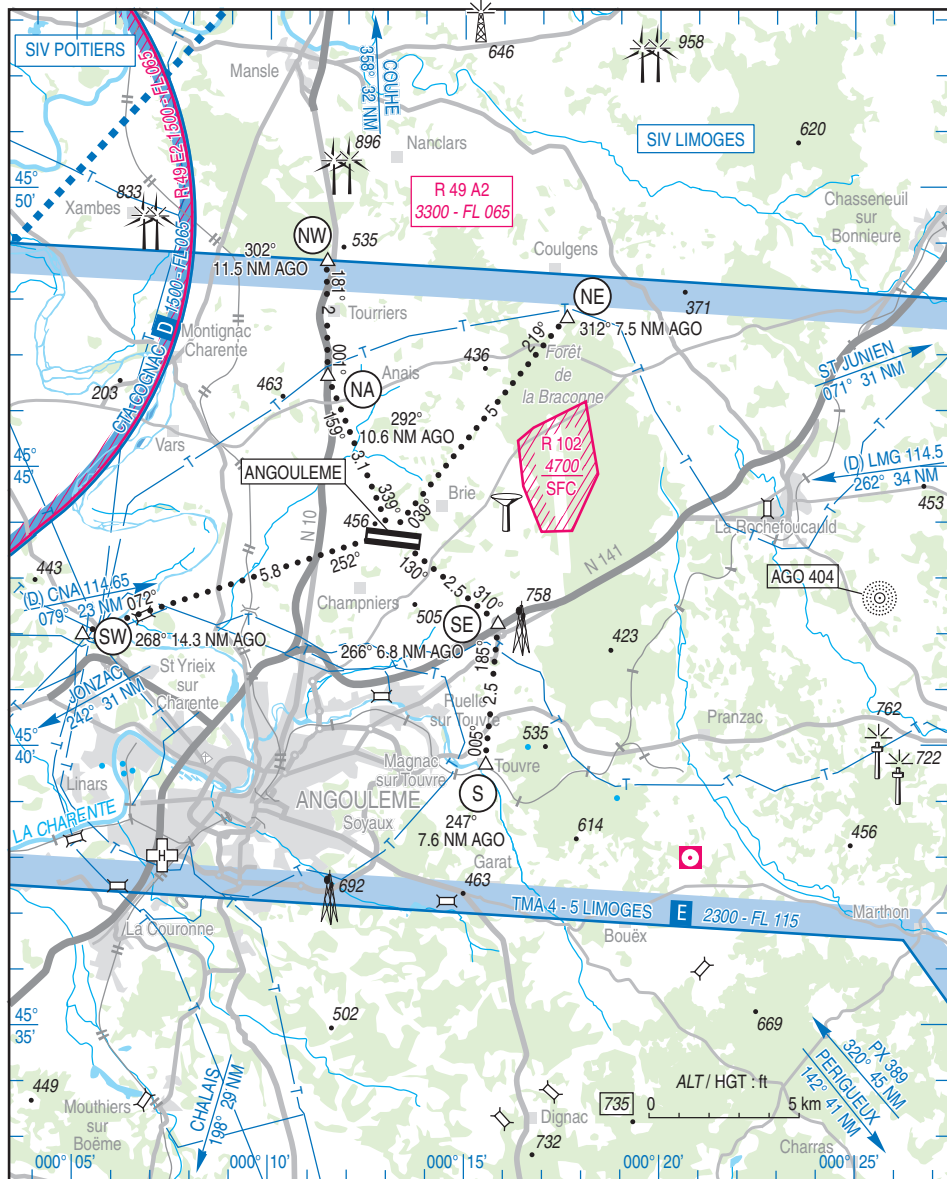 SIV POITIERS
Mansle
646
958
COUHE
358° 32 NM
R 49 E2 1500 - FL 065
SIV LIMOGES
620
Nanclars
896
45°
50'
833
Xambes
R 49 A2
3300 - FL 065
Chasseneuil
sur
Bonnieure
NW
535
302°
11.5 NM AGO
Coulgens
181°
2
001°
Tourriers
NE
371
312° 7.5 NM AGO
219°
5
039°
CTA COGNAC D 1500 - FL 065
Montignac
Charente
Forêt
de
la Braconne
436
203
463
Anais
NA
ST JUNIEN
071° 31 NM
Vars
159°
3.1
339°
292°
10.6 NM AGO
45°
45'
ANGOULEME
R 102
4700
SFC
(D) LMG 114.5
262° 34 NM
453
Brie
456
N 10
La Rochefoucauld
N 141
443
(D) CNA 114.65
079° 23 NM
072°
5.8
252°
130°
2.5
310°
AGO 404
Champniers
505
758
SW
268° 14.3 NM AGO
SE
266° 6.8 NM AGO
423
St Yrieix
sur
Charente
185°
2.5
005°
JONZAC
242° 31 NM
Ruelle
sur Touvre
Pranzac
762
535
722
45°
40'
Magnac
sur Touvre
Touvre
Linars
ANGOULEME
Soyaux
S
247°
7.6 NM AGO
LA CHARENTE
614
456
Garat
692
463
TMA 4 - 5 LIMOGES E 2300 - FL 115
Marthon
La Couronne
Bouëx
45°
35'
502
669
PX 389
320° 45 NM
PERIGUEUX
142° 41 NM
449
CHALAIS
198° 29 NM
ALT / HGT : ft
735
0 5 km
Mouthiers
sur
Boëme
Dignac
732
Charras
000° 05'
000° 10'
000° 15'
000° 20'
000° 25'